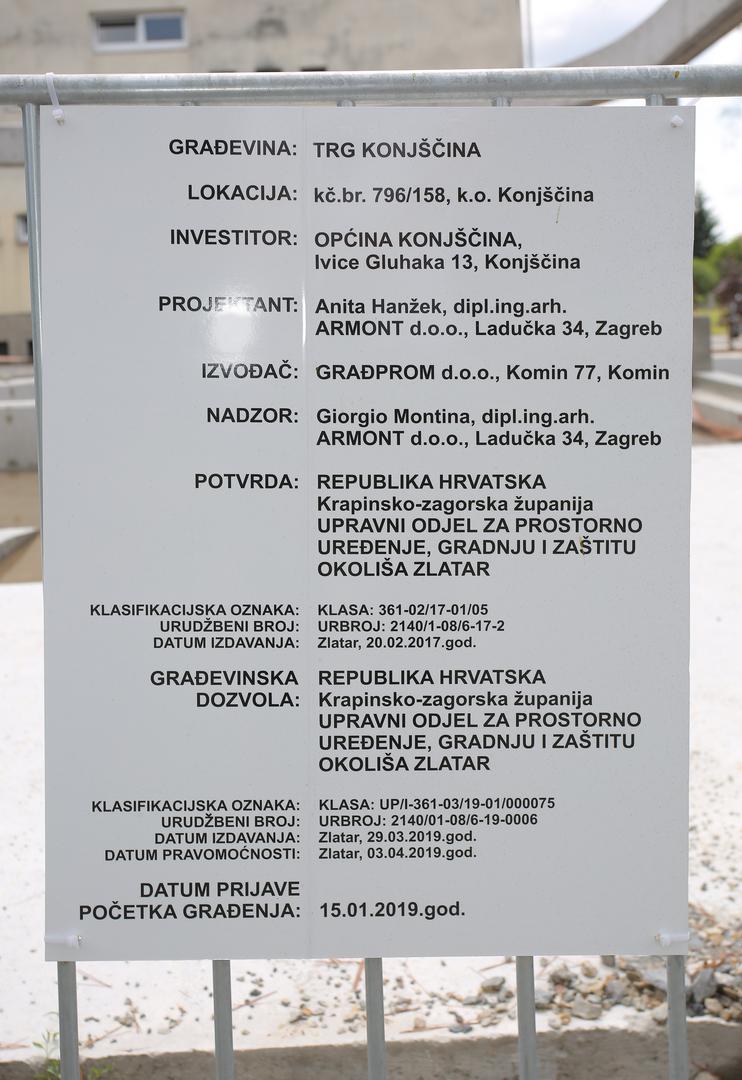 GRAĐEVINA: TRG KONJŠČINA
LOKACIJA: kč.br. 796/158, k.o. Konjščina
INVESTITOR: OPĆINA KONJŠČINA,
Ivice Gluhaka 13, Konjščina
PROJEKTANT: Anita Hanžek, dipl.ing.arh.
ARMONT d.o.o., Ladučka 34, Zagreb
IZVOĐAČ: GRAĐPROM d.o.o., Komin 77, Komin
NADZOR: Giorgio Montina, dipl.ing.arh.
ARMONT d.o.o., Ladučka 34, Zagreb
POTVRDA: REPUBLIKA HRVATSKA
Krapinsko-zagorska županija
UPRAVNI ODJEL ZA PROSTORNO
UREĐENJE, GRADNJU I ZAŠTITU
OKOLIŠA ZLATAR
KLASIFIKACIJSKA OZNAKA: KLASA: 361-02/17-01/05
URUDŽBENI BROJ: URBROJ: 2140/1-08/6-17-2
DATUM IZDAVANJA: Zlatar, 20.02.2017.god.
GRAĐEVINSKA REPUBLIKA HRVATSKA
DOZVOLA: Krapinsko-zagorska županija
UPRAVNI ODJEL ZA PROSTORNO
UREĐENJE, GRADNJU I ZAŠTITU
OKOLIŠA ZLATAR
KLASIFIKACIJSKA OZNAKA: KLASA: UP/I-361-03/19-01/000075
URUDŽBENI BROJ: URBROJ: 2140/01-08/6-19-0006
DATUM IZDAVANJA: Zlatar, 29.03.2019.god.
DATUM PRAVOMOĆNOSTI: Zlatar, 03.04.2019.god.
DATUM PRIJAVE
POČETKA GRAĐENJA: 15.01.2019.god.